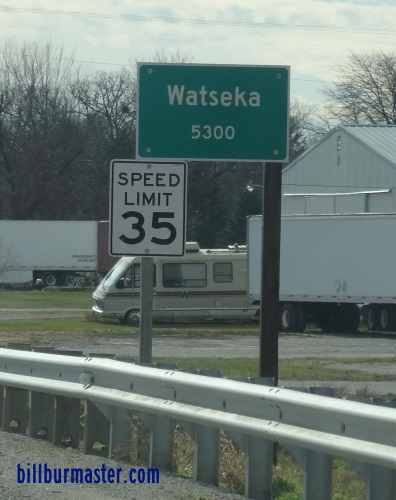 Watseka
5300
SPEED
LIMIT
35
billburmaster.com